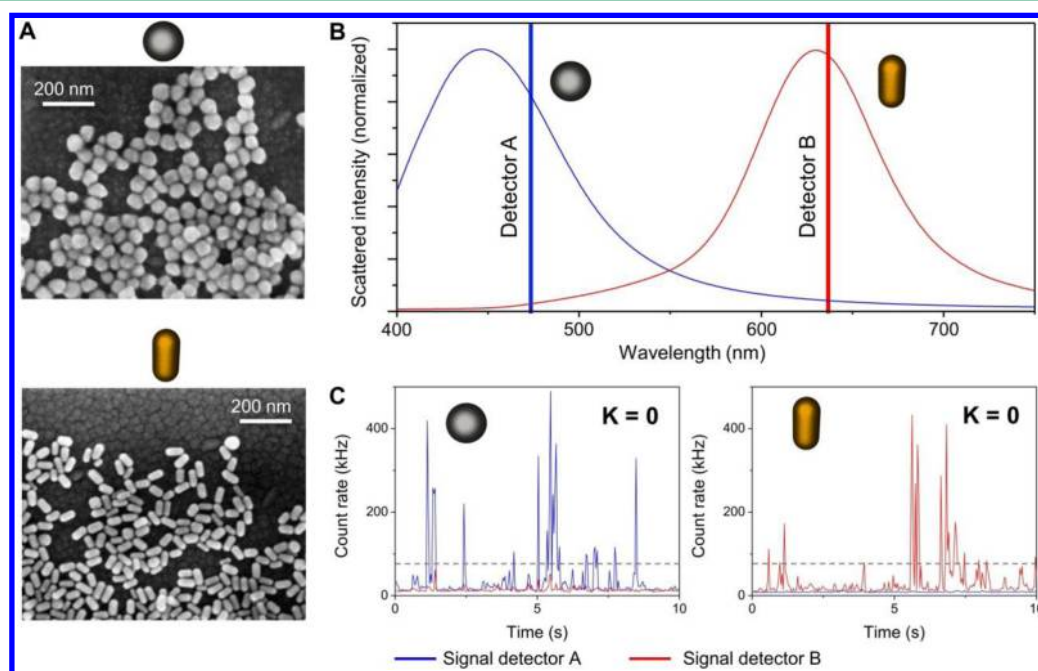 A
200 nm
200 nm
B
Scattered intensity (normalized)
Detector A
Detector B
400
500
600
700
Wavelength (nm)
C
K = 0
Count rate (kHz)
400
200
0
0
5
10
Time (s)
K = 0
Count rate (kHz)
400
200
0
0
5
10
Time (s)
Signal detector A
Signal detector B